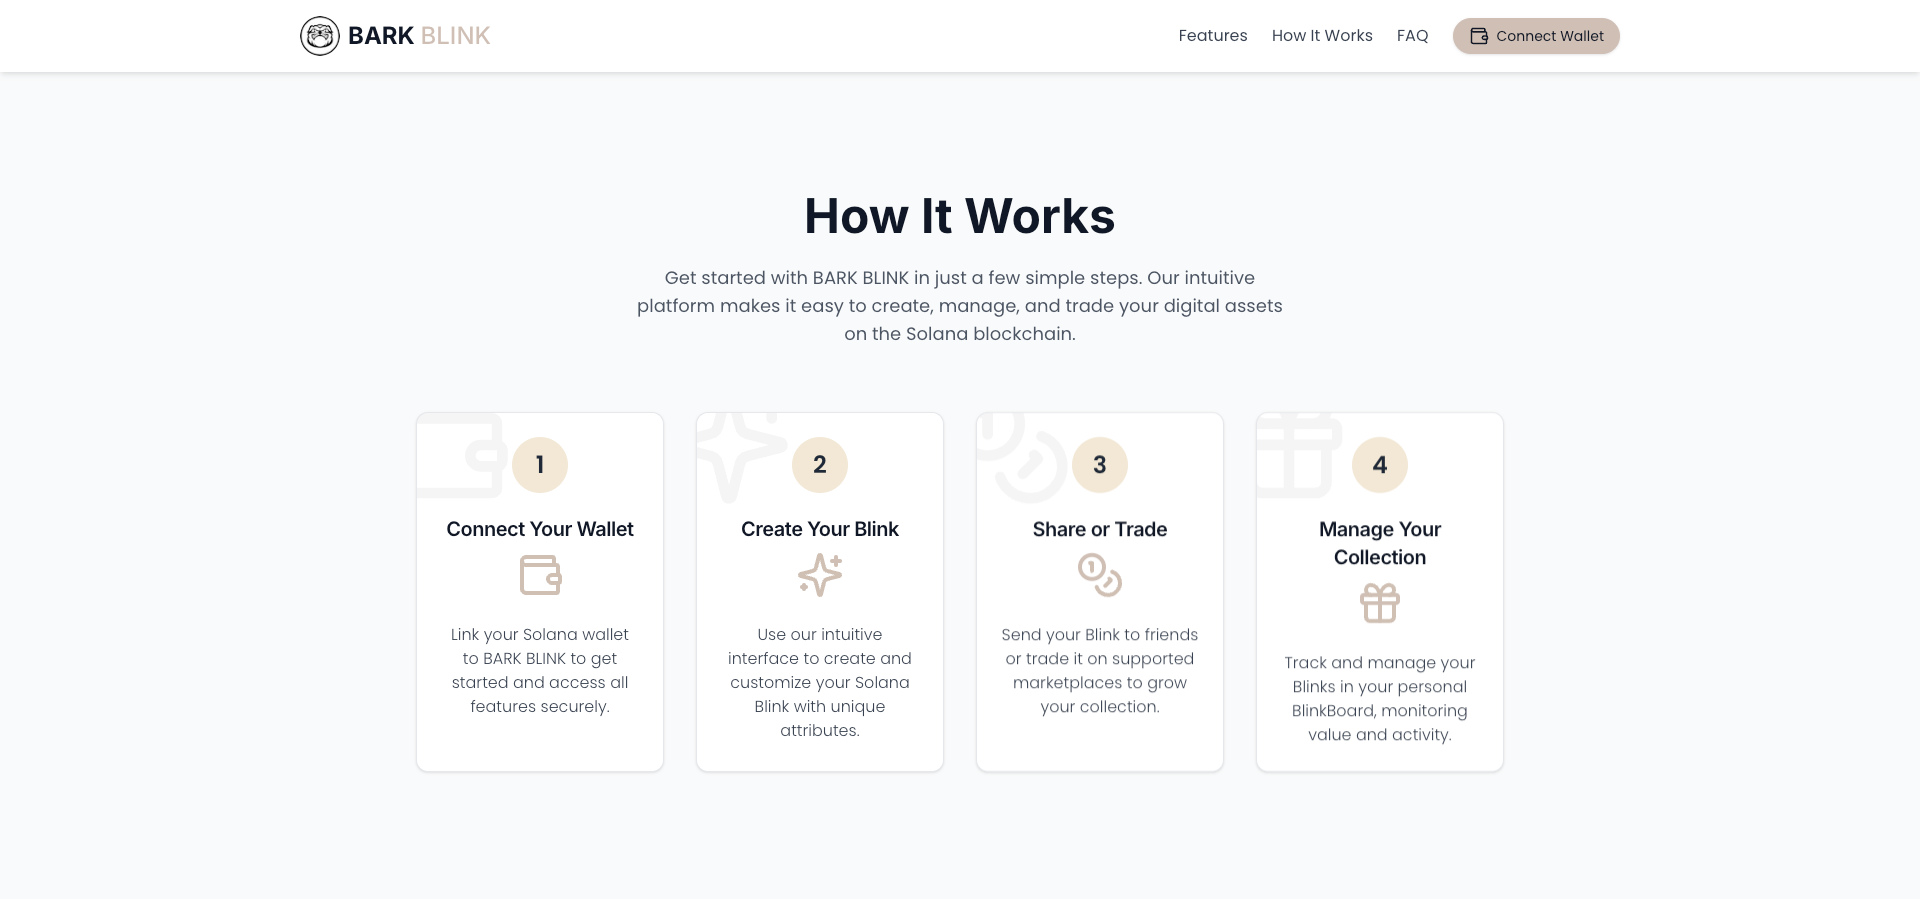 BARK BLINK
Features
How It Works
FAQ
Connect Wallet
How It Works
Get started with BARK BLINK in just a few simple steps. Our intuitive
platform makes it easy to create, manage, and trade your digital assets
on the Solana blockchain.
1
Connect Your Wallet
Link your Solana wallet
to BARK BLINK to get
started and access all
features securely.
2
Create Your Blink
Use our intuitive
interface to create and
customize your Solana
Blink with unique
attributes.
3
Share or Trade
Send your Blink to friends
or trade it on supported
marketplaces to grow
your collection.
4
Manage Your
Collection
Track and manage your
Blinks in your personal
BlinkBoard, monitoring
value and activity.